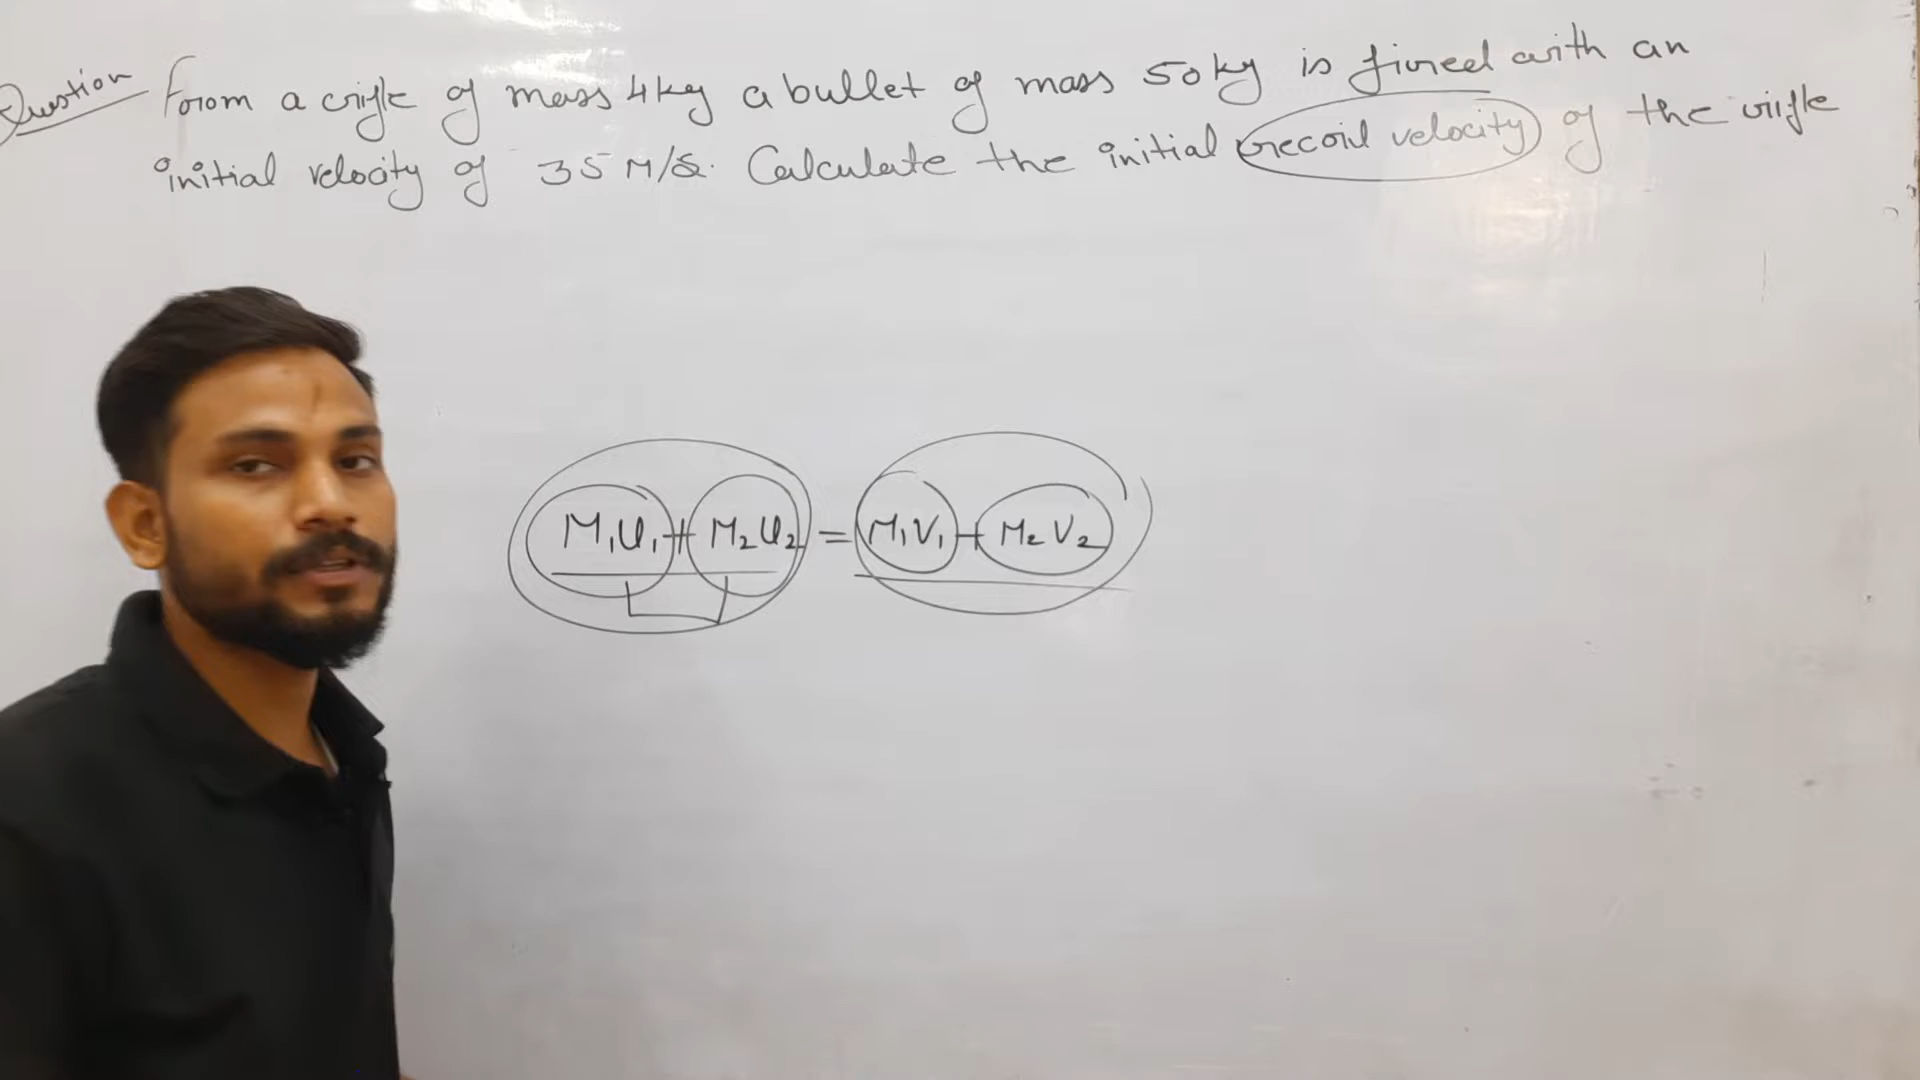 Question From a rifle of mass 4kg a bullet of mass 50kg is fired with an
initial velocity of 35 M/S. Calculate the initial recoil velocity of the rifle
M₁U₁ + M₂U₂ = M₁V₁ + M₂V₂